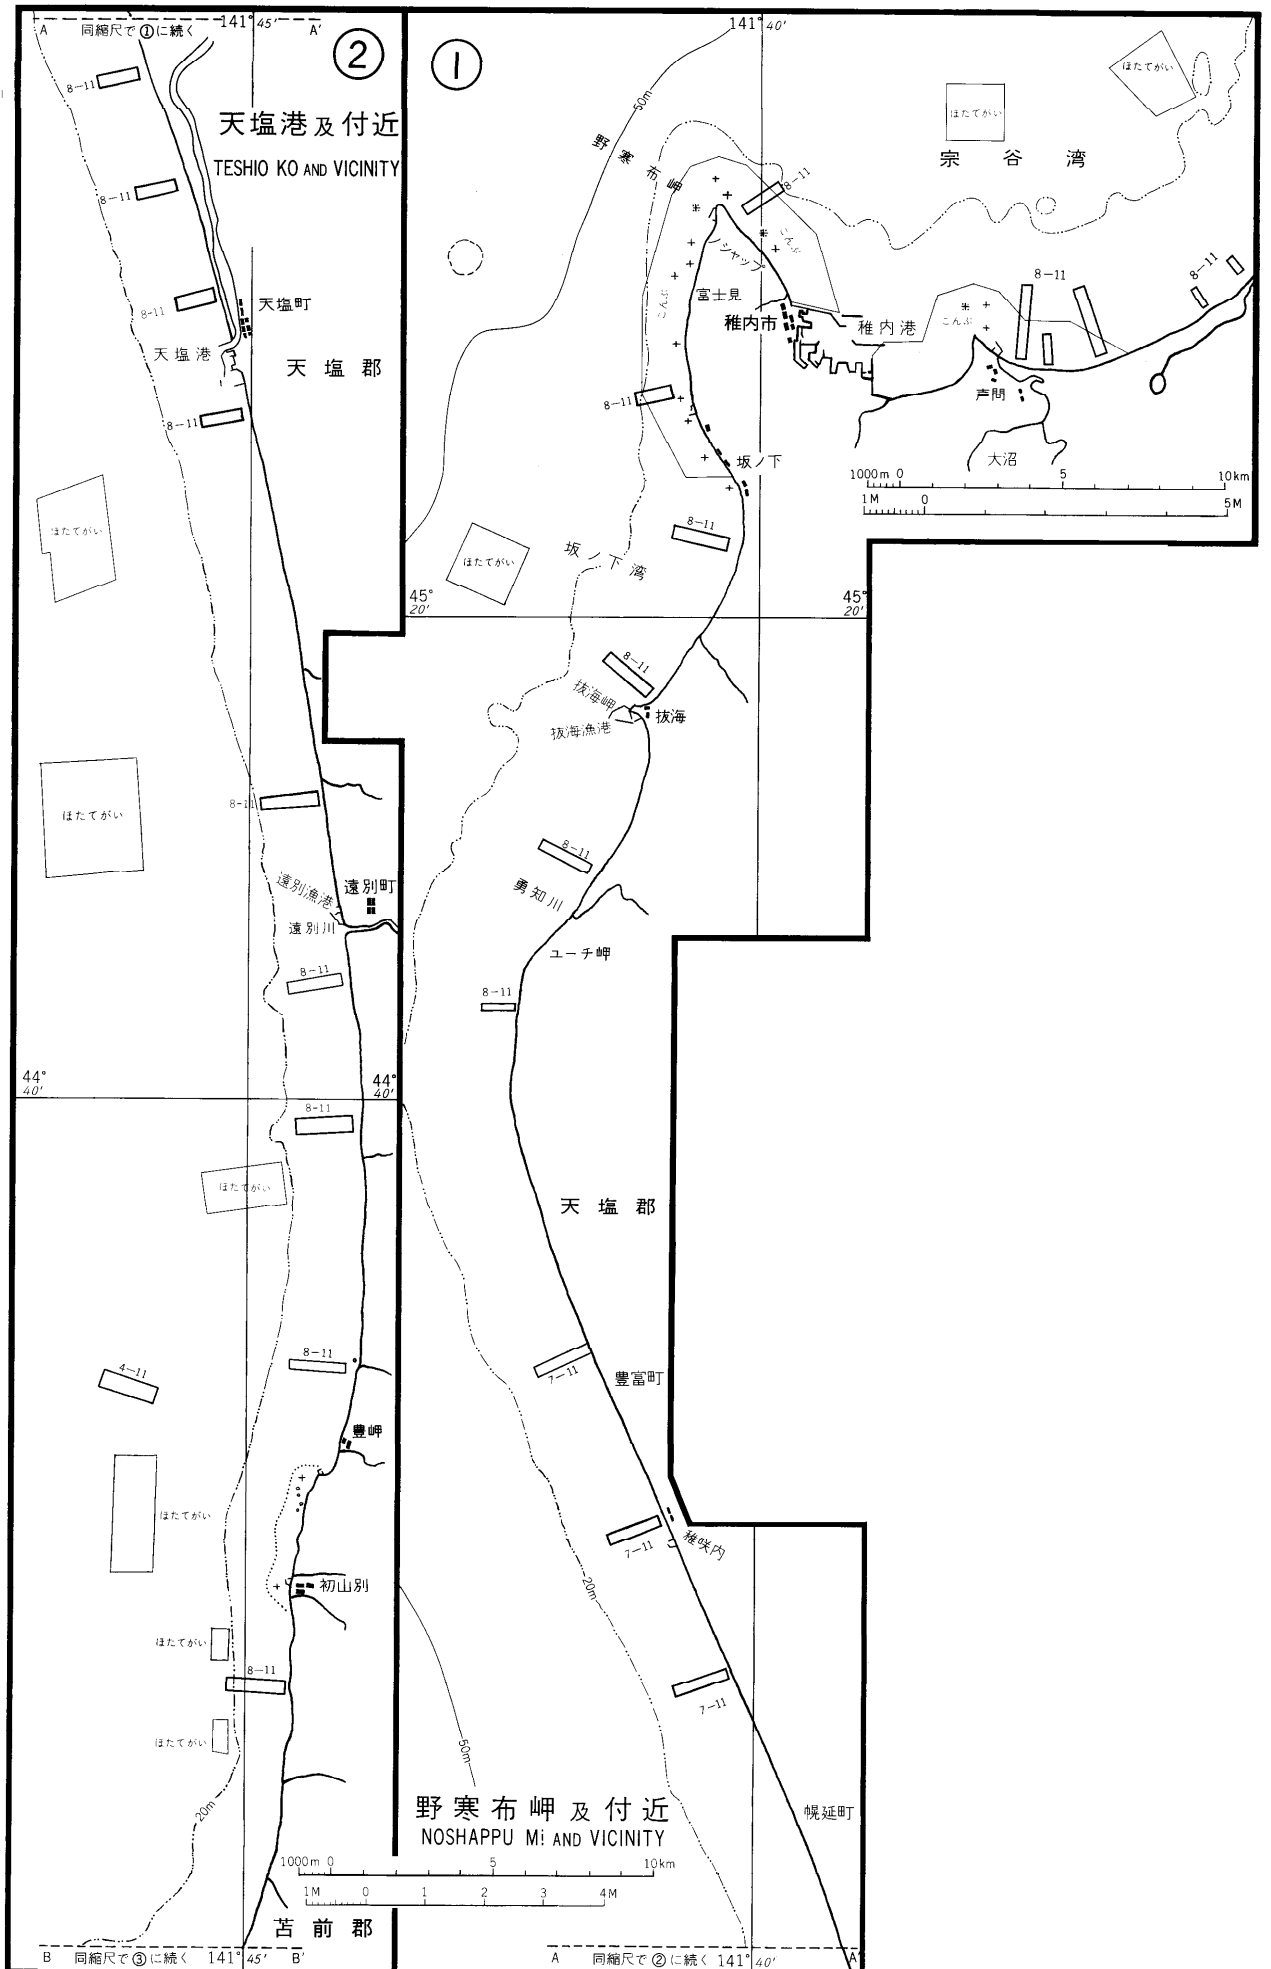 A 同縮尺で①に続く 141° 45′ A′
②
8-11
天塩港及付近
TESHIO KO AND VICINITY
8-11
8-11
天塩町
天塩港
天塩郡
8-11
ほたてがい
8-11
ほたてがい
遠別漁港
遠別町
遠別川
8-11
44° 40′
44° 40′
8-11
ほたてがい
8-11
4-11
豊岬
ほたてがい
初山別
ほたてがい
8-11
ほたてがい
20m
苫前郡
B 同縮尺で③に続く 141° 45′ B′
①
141° 40′
50m
ほたてがい
ほたてがい
宗谷湾
野寒布岬
8-11
こんぶ
ノシャップ
こんぶ
富士見
稚内市
稚内港
8-11
8-11
こんぶ
声問
大沼
8-11
坂ノ下
1000m 0 5 10km
1M 0 5M
8-11
坂ノ下湾
ほたてがい
45° 20′
45° 20′
8-11
抜海岬
抜海
抜海漁港
8-11
勇知川
ユーチ岬
8-11
天塩郡
7-11
豊富町
7-11
稚咲内
20m
7-11
50m
野寒布岬及付近
NOSHAPPU MI AND VICINITY
幌延町
1000m 0 5 10km
1M 0 1 2 3 4M
A 同縮尺で②に続く 141° 40′ A′